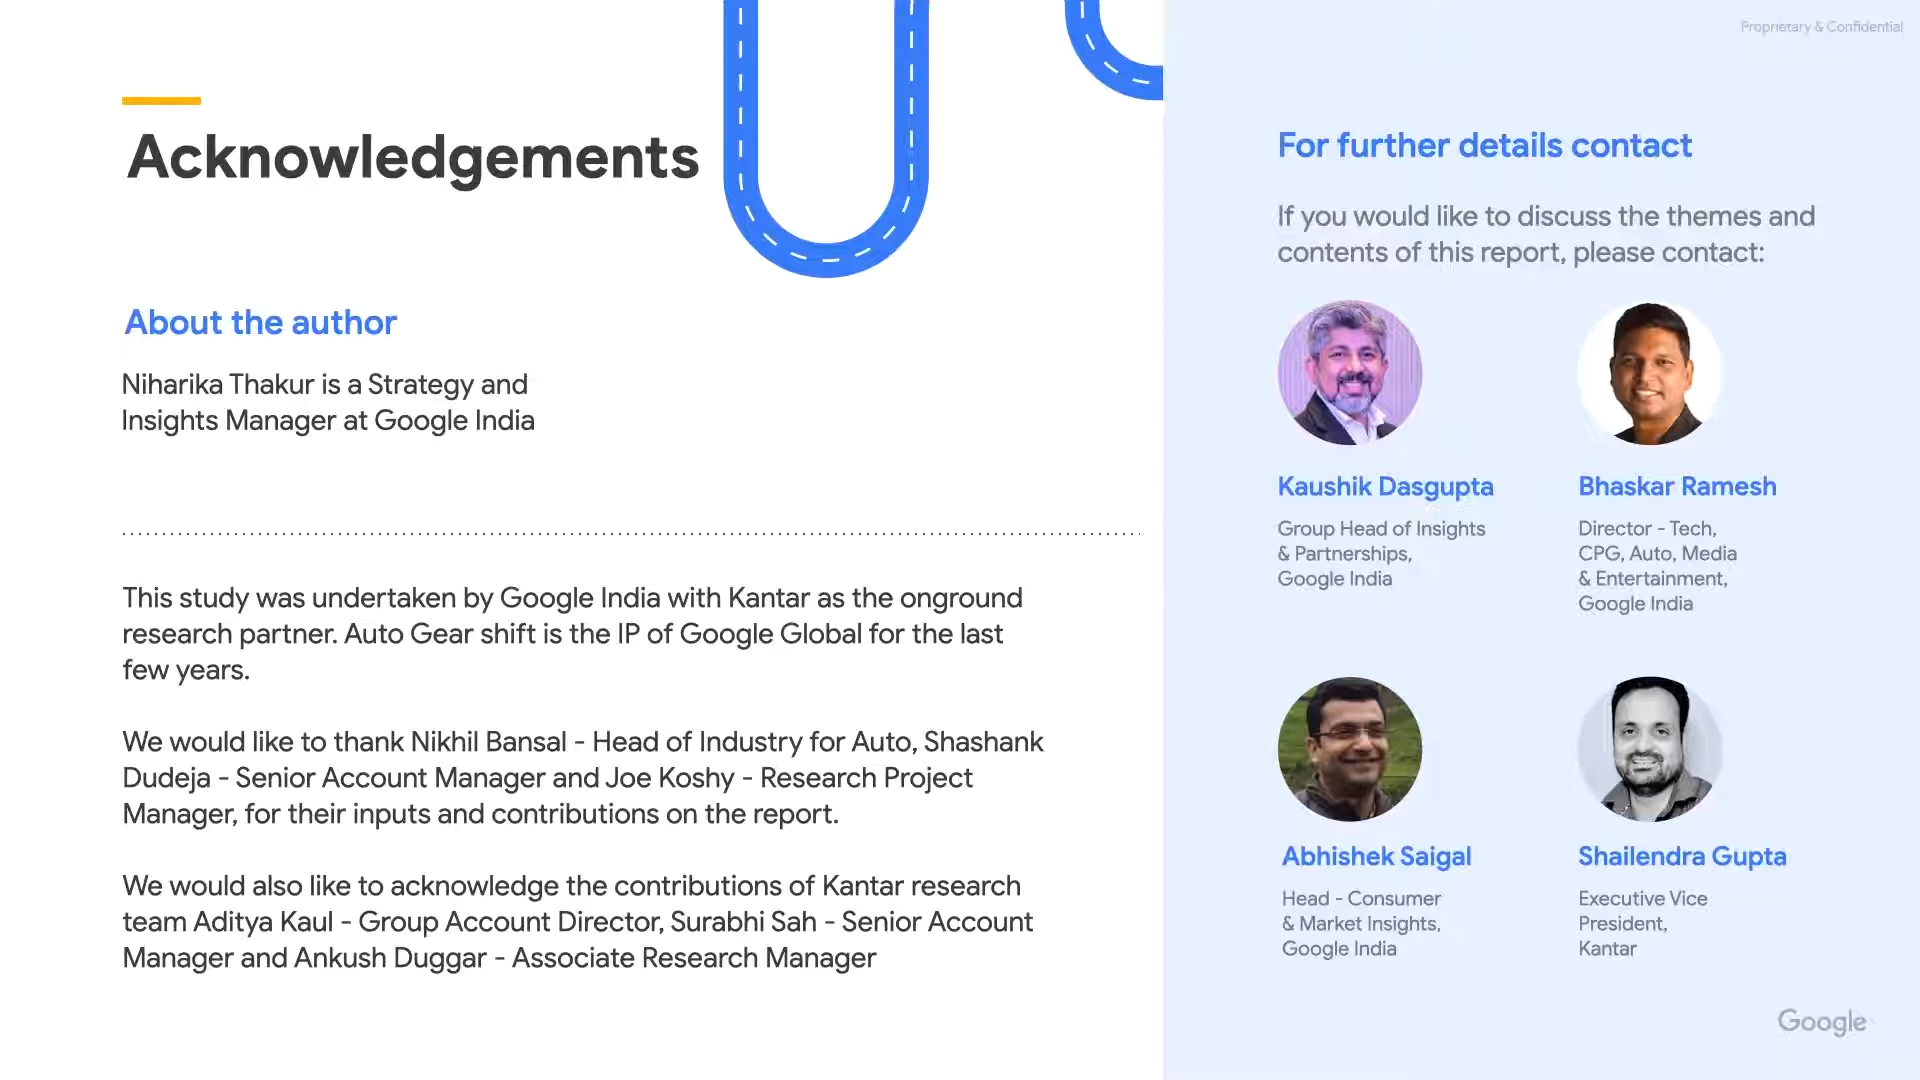 Proprietary & Confidential
Acknowledgements
About the author
Niharika Thakur is a Strategy and
Insights Manager at Google India
This study was undertaken by Google India with Kantar as the onground
research partner. Auto Gear shift is the IP of Google Global for the last
few years.
We would like to thank Nikhil Bansal - Head of Industry for Auto, Shashank
Dudeja - Senior Account Manager and Joe Koshy - Research Project
Manager, for their inputs and contributions on the report.
We would also like to acknowledge the contributions of Kantar research
team Aditya Kaul - Group Account Director, Surabhi Sah - Senior Account
Manager and Ankush Duggar - Associate Research Manager
For further details contact
If you would like to discuss the themes and
contents of this report, please contact:
Kaushik Dasgupta
Group Head of Insights
& Partnerships,
Google India
Bhaskar Ramesh
Director - Tech,
CPG, Auto, Media
& Entertainment,
Google India
Abhishek Saigal
Head - Consumer
& Market Insights,
Google India
Shailendra Gupta
Executive Vice
President,
Kantar
Google